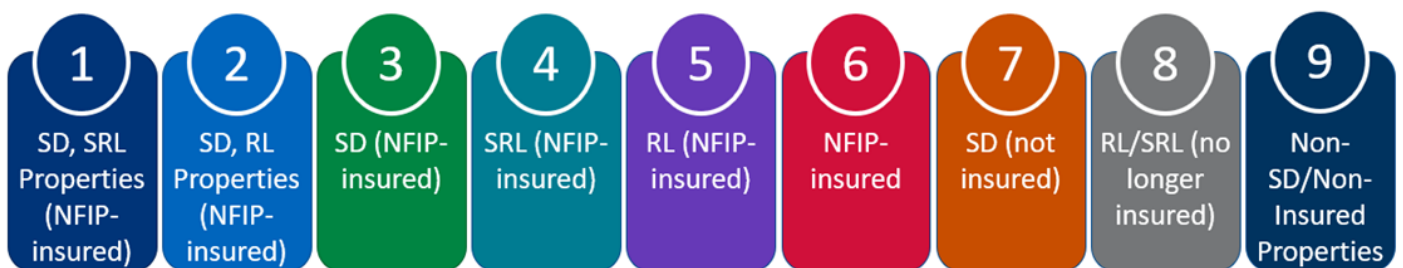 1
SD, SRL
Properties
(NFIP-
insured)
2
SD, RL
Properties
(NFIP-
insured)
3
SD (NFIP-
insured)
4
SRL (NFIP-
insured)
5
RL (NFIP-
insured)
6
NFIP-
insured
7
SD (not
insured)
8
RL/SRL (no
longer
insured)
9
Non-
SD/Non-
Insured
Properties